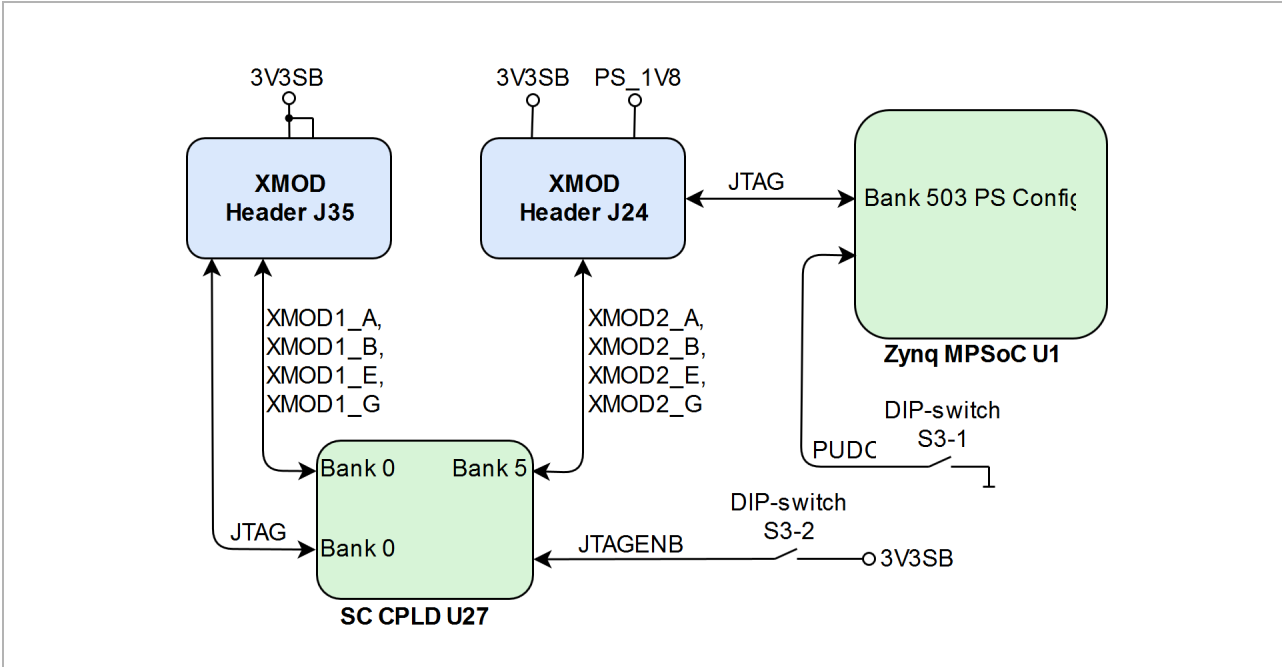 3V3SB
3V3SB
PS_1V8
XMOD
Header J35
XMOD
Header J24
JTAG
Bank 503 PS Config
XMOD1_A,
XMOD1_B,
XMOD1_E,
XMOD1_G
XMOD2_A,
XMOD2_B,
XMOD2_E,
XMOD2_G
Zynq MPSoC U1
DIP-switch
S3-1
PUDC
Bank 0
Bank 5
DIP-switch
S3-2
JTAG
Bank 0
JTAGENB
3V3SB
SC CPLD U27